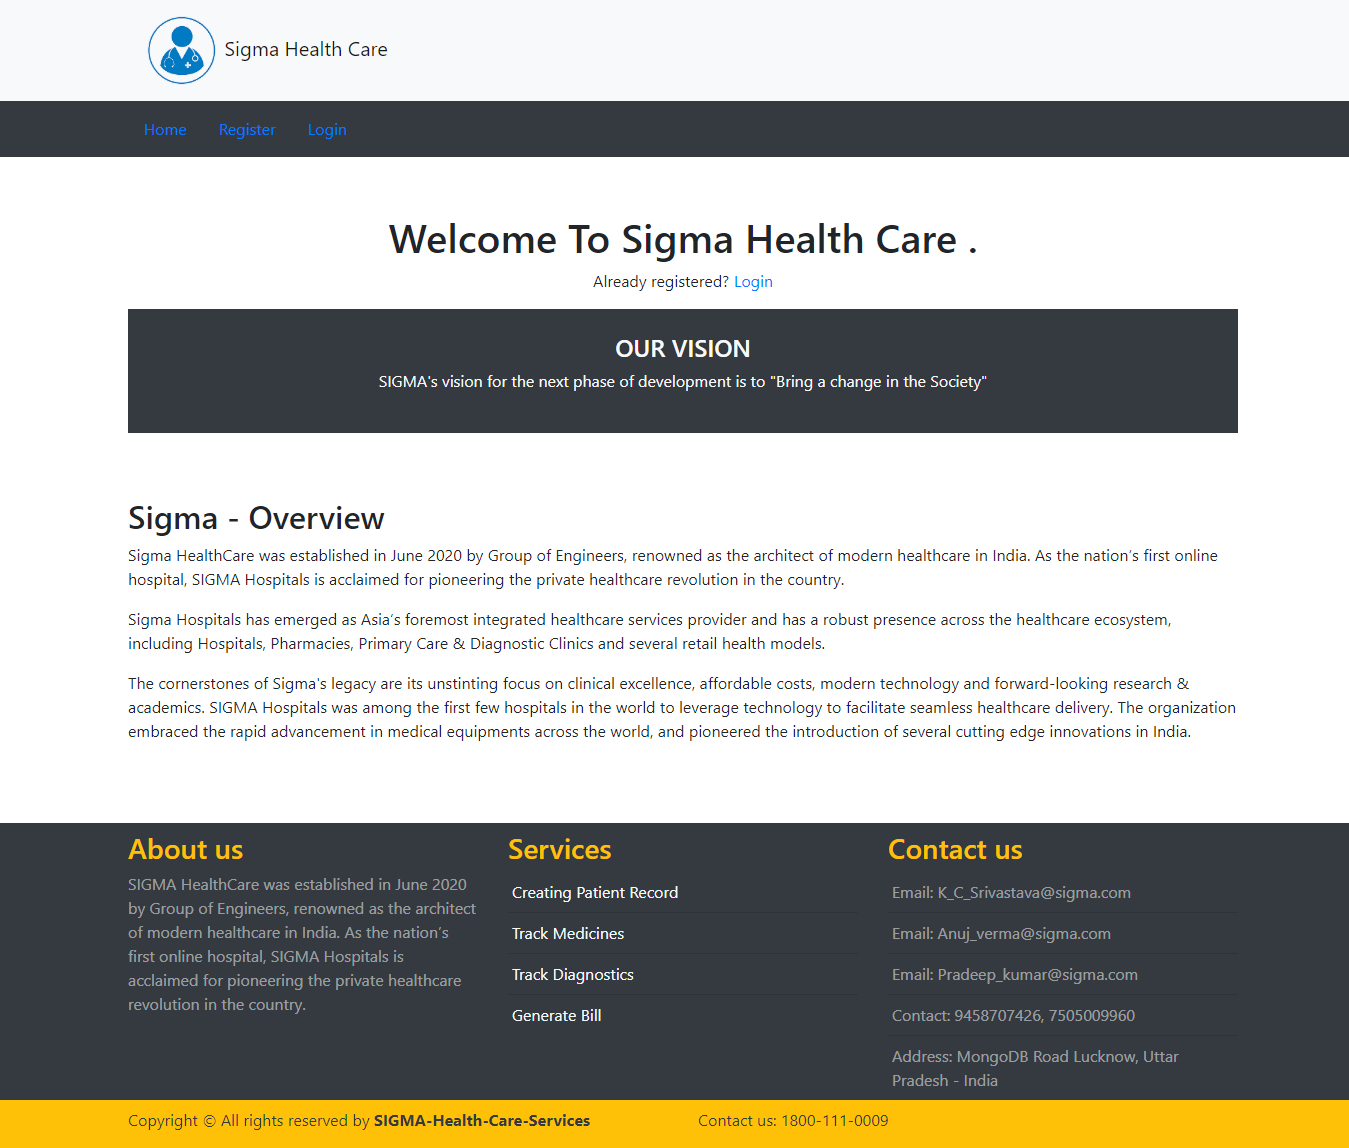 Sigma Health Care
Home Register Login
Welcome To Sigma Health Care .
Already registered? Login
OUR VISION
SIGMA's vision for the next phase of development is to "Bring a change in the Society"
Sigma - Overview
Sigma HealthCare was established in June 2020 by Group of Engineers, renowned as the architect of modern healthcare in India. As the nation’s first online
hospital, SIGMA Hospitals is acclaimed for pioneering the private healthcare revolution in the country.
Sigma Hospitals has emerged as Asia’s foremost integrated healthcare services provider and has a robust presence across the healthcare ecosystem,
including Hospitals, Pharmacies, Primary Care & Diagnostic Clinics and several retail health models.
The cornerstones of Sigma's legacy are its unstinting focus on clinical excellence, affordable costs, modern technology and forward-looking research &
academics. SIGMA Hospitals was among the first few hospitals in the world to leverage technology to facilitate seamless healthcare delivery. The organization
embraced the rapid advancement in medical equipments across the world, and pioneered the introduction of several cutting edge innovations in India.
About us
SIGMA HealthCare was established in June 2020
by Group of Engineers, renowned as the architect
of modern healthcare in India. As the nation’s
first online hospital, SIGMA Hospitals is
acclaimed for pioneering the private healthcare
revolution in the country.
Services
Creating Patient Record
Track Medicines
Track Diagnostics
Generate Bill
Contact us
Email: K_C_Srivastava@sigma.com
Email: Anuj_verma@sigma.com
Email: Pradeep_kumar@sigma.com
Contact: 9458707426, 7505009960
Address: MongoDB Road Lucknow, Uttar
Pradesh - India
Copyright © All rights reserved by SIGMA-Health-Care-Services
Contact us: 1800-111-0009